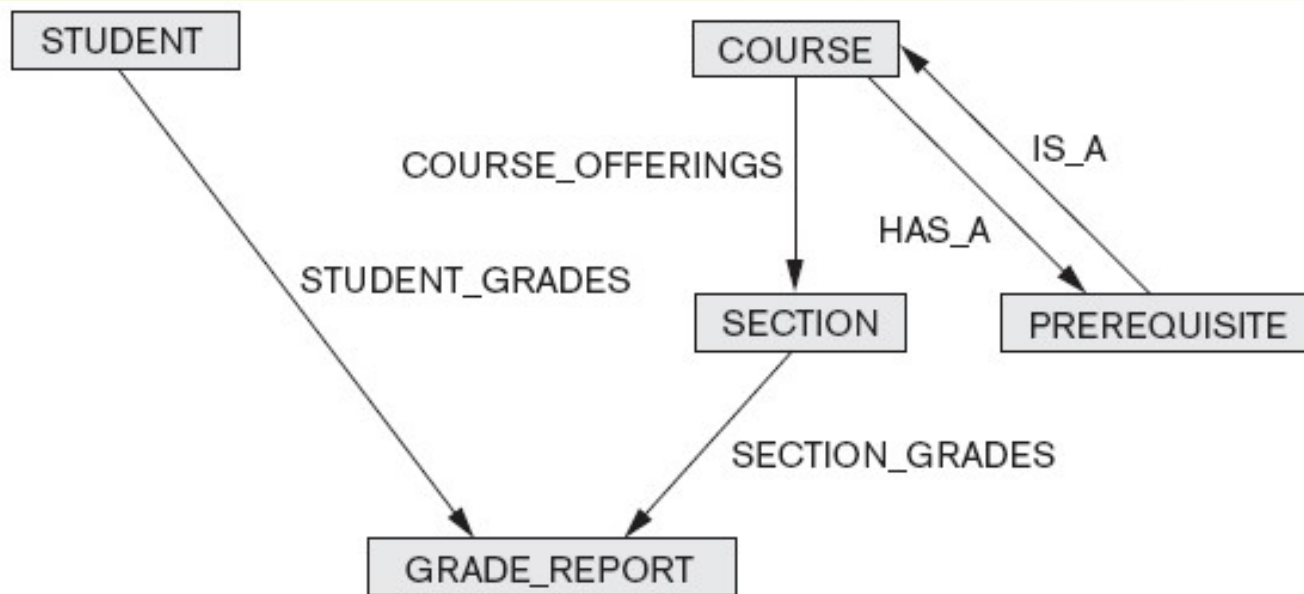 STUDENT
COURSE
IS_A
COURSE_OFFERINGS
HAS_A
STUDENT_GRADES
SECTION
PREREQUISITE
SECTION_GRADES
GRADE_REPORT